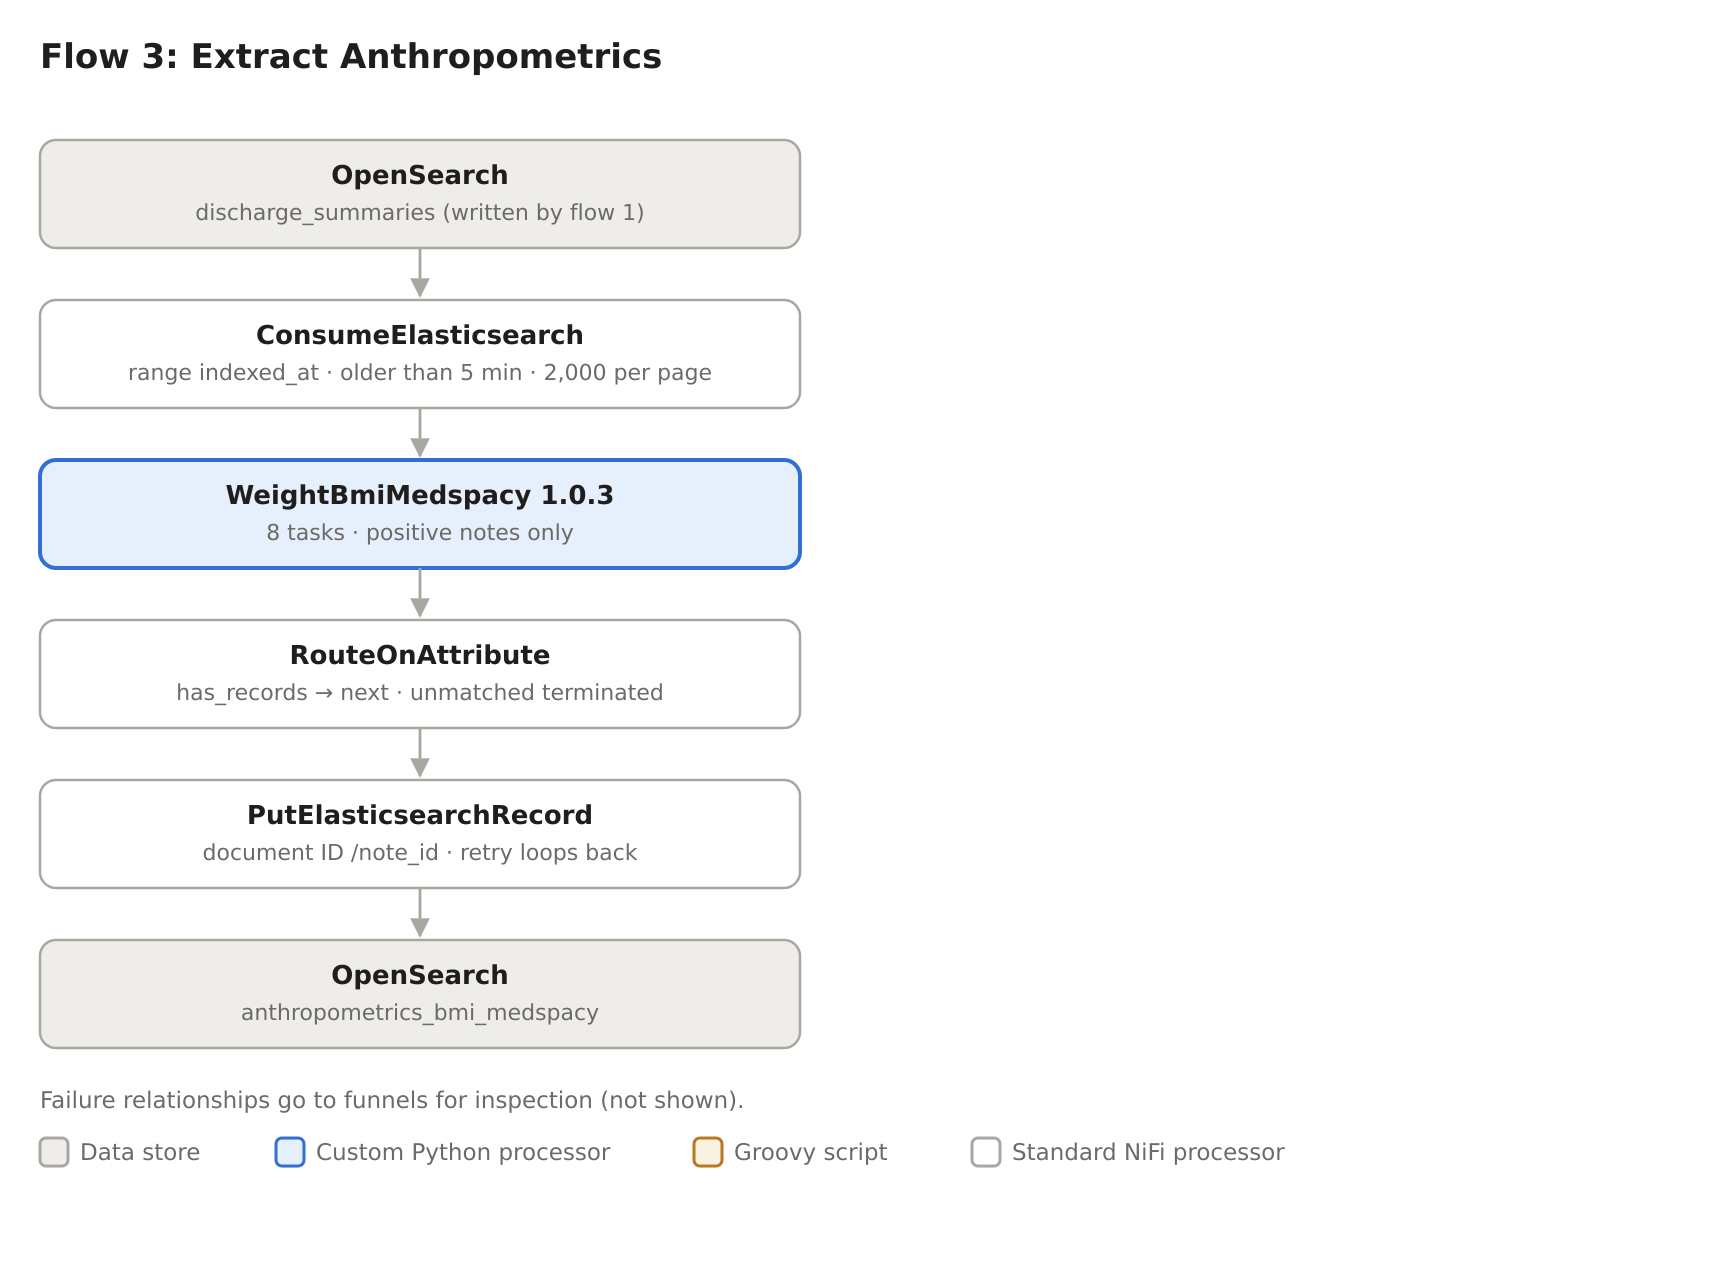 Flow 3: Extract Anthropometrics
OpenSearch
discharge_summaries (written by flow 1)
ConsumeElasticsearch
range indexed_at · older than 5 min · 2,000 per page
WeightBmiMedspacy 1.0.3
8 tasks · positive notes only
RouteOnAttribute
has_records → next · unmatched terminated
PutElasticsearchRecord
document ID /note_id · retry loops back
OpenSearch
anthropometrics_bmi_medspacy
Failure relationships go to funnels for inspection (not shown).
Data store
Custom Python processor
Groovy script
Standard NiFi processor